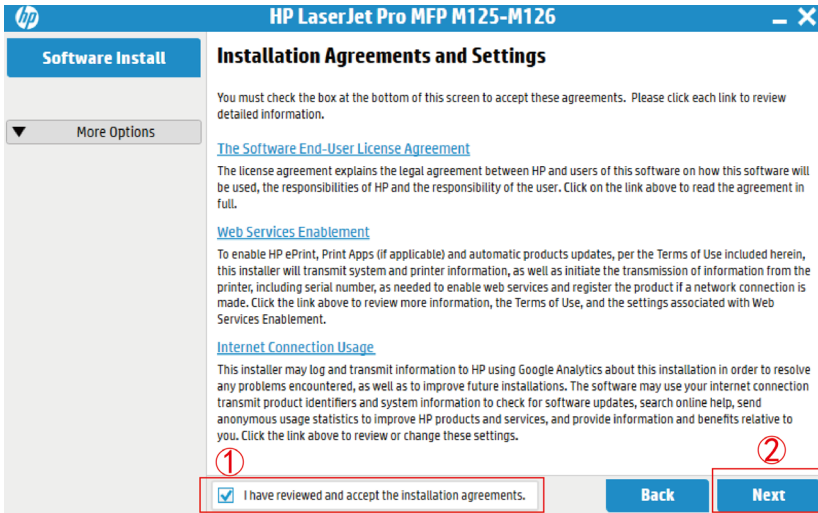 hp
HP LaserJet Pro MFP M125-M126
Software Install
More Options
Installation Agreements and Settings
You must check the box at the bottom of this screen to accept these agreements. Please click each link to review
detailed information.
The Software End-User License Agreement
The license agreement explains the legal agreement between HP and users of this software on how this software will
be used, the responsibilities of HP and the responsibility of the user. Click on the link above to read the agreement in
full.
Web Services Enablement
To enable HP ePrint, Print Apps (if applicable) and automatic products updates, per the Terms of Use included herein,
this installer will transmit system and printer information, as well as initiate the transmission of information from the
printer, including serial number, as needed to enable web services and register the product if a network connection is
made. Click the link above to review more information, the Terms of Use, and the settings associated with Web
Services Enablement.
Internet Connection Usage
This installer may log and transmit information to HP using Google Analytics about this installation in order to resolve
any problems encountered, as well as to improve future installations. The software may use your internet connection
transmit product identifiers and system information to check for software updates, search online help, send
anonymous usage statistics to improve HP products and services, and provide information and benefits relative to
you. Click the link above to review or change these settings.
①
②
I have reviewed and accept the installation agreements.
Back
Next